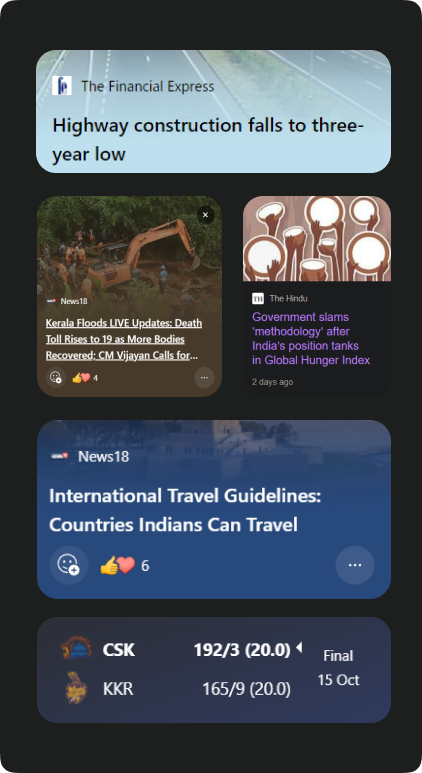 The Financial Express
Highway construction falls to three-
year low
News18
Kerala Floods LIVE Updates: Death
Toll Rises to 19 as More Bodies
Recovered; CM Vijayan Calls for...
4
TH The Hindu
Government slams
'methodology' after
India's position tanks
in Global Hunger Index
2 days ago
News18
International Travel Guidelines:
Countries Indians Can Travel
6
CSK 192/3 (20.0)
KKR 165/9 (20.0)
Final
15 Oct